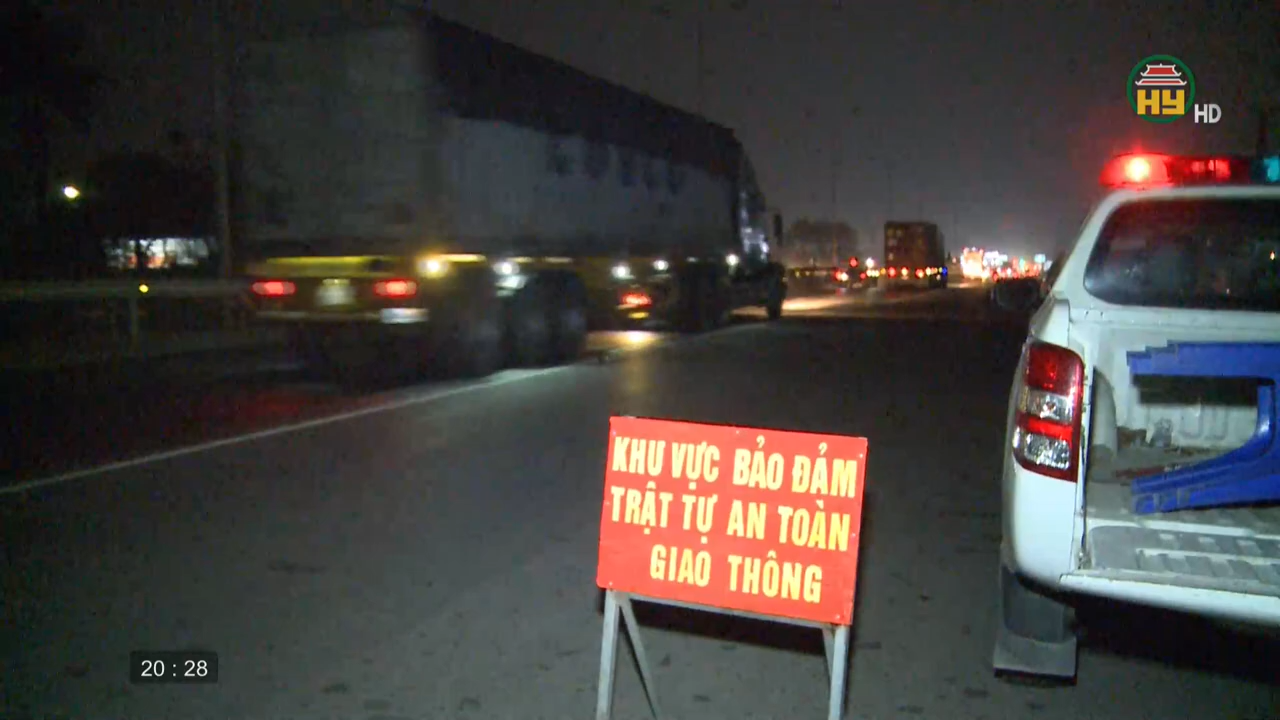 HY HD
KHU VỰC BẢO ĐẢM
TRẬT TỰ AN TOÀN
GIAO THÔNG
20 : 28